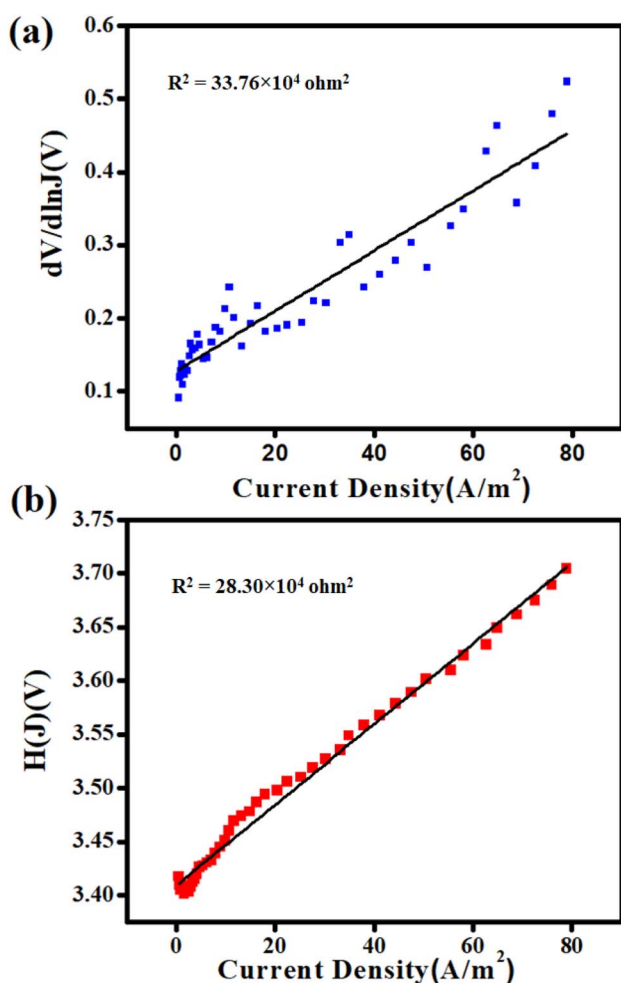 (a)
R² = 33.76×10⁴ ohm²
dV/dlnJ(V)
0.6
0.5
0.4
0.3
0.2
0.1
0 20 40 60 80
Current Density(A/m²)
(b)
R² = 28.30×10⁴ ohm²
H(J)(V)
3.75
3.70
3.65
3.60
3.55
3.50
3.45
3.40
0 20 40 60 80
Current Density(A/m²)